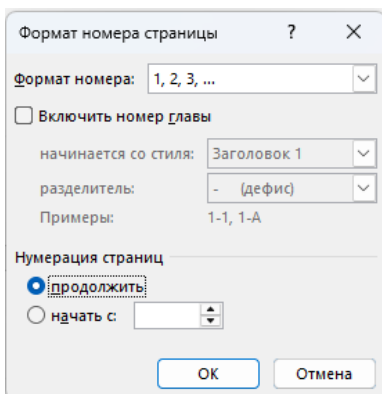 Формат номера страницы ? ×
Формат номера: 1, 2, 3, ...
Включить номер главы
начинается со стиля: Заголовок 1
разделитель: - (дефис)
Примеры: 1-1, 1-А
Нумерация страниц
продолжить
начать с:
ОК Отмена